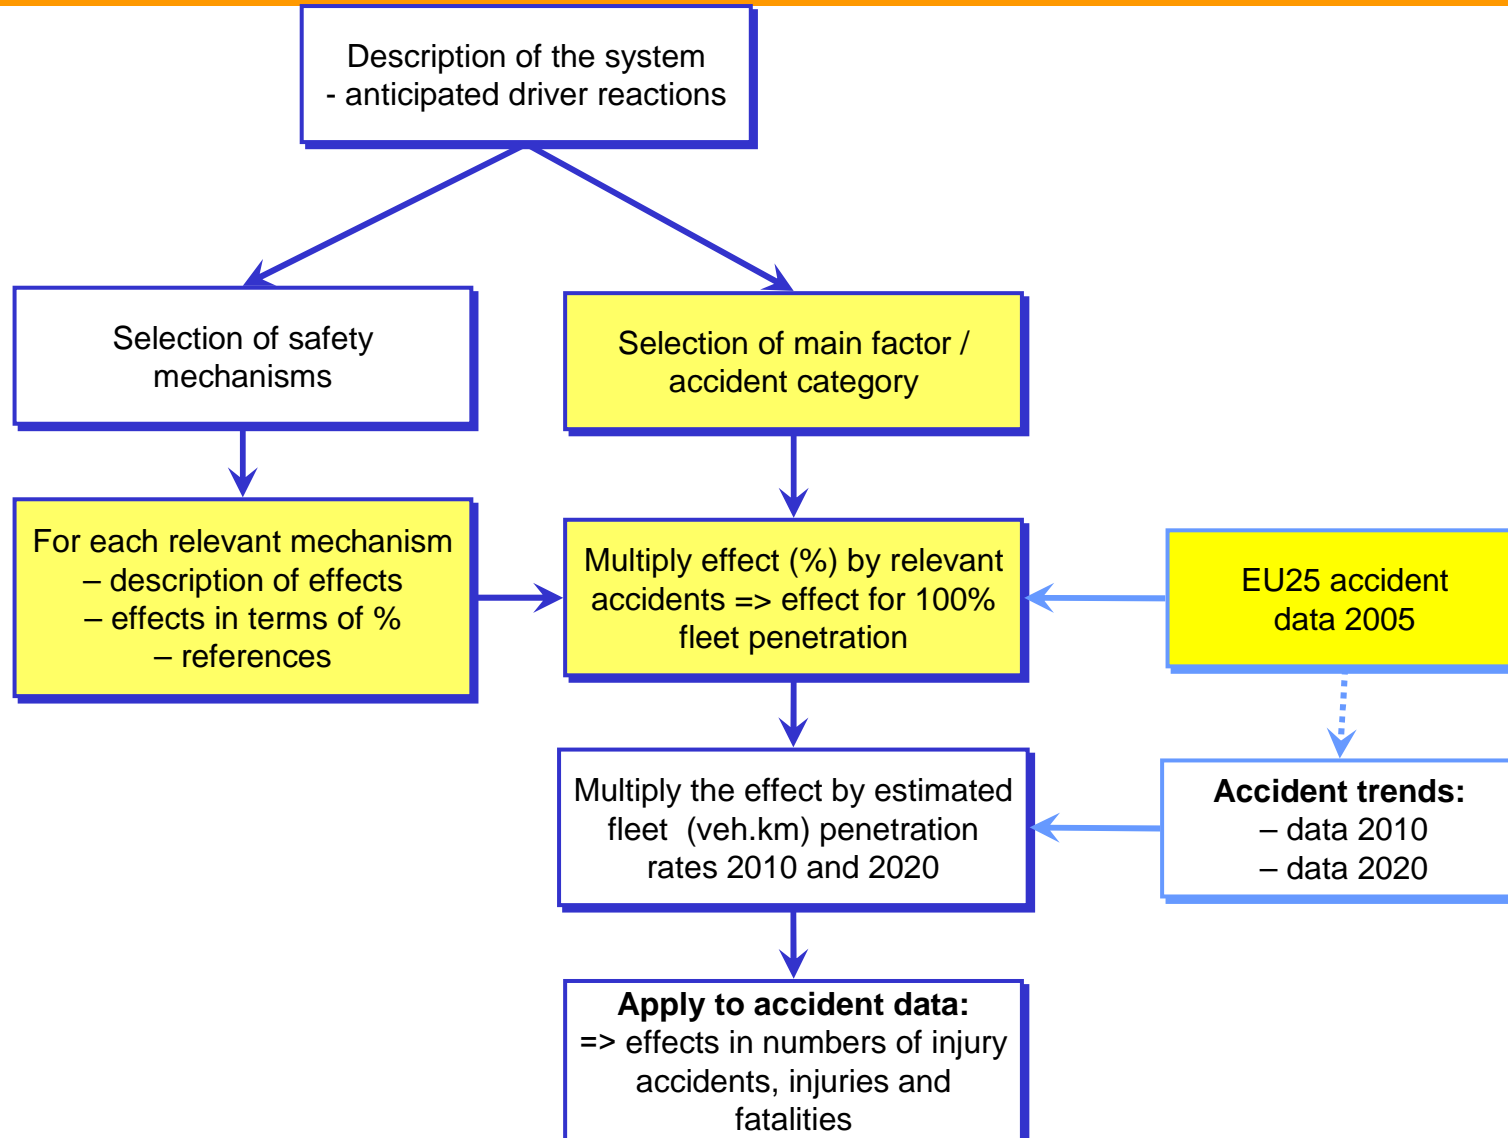 Description of the system
- anticipated driver reactions
Selection of safety
mechanisms
Selection of main factor /
accident category
For each relevant mechanism
– description of effects
– effects in terms of %
– references
Multiply effect (%) by relevant
accidents => effect for 100%
fleet penetration
EU25 accident
data 2005
Multiply the effect by estimated
fleet (veh.km) penetration
rates 2010 and 2020
Accident trends:
– data 2010
– data 2020
Apply to accident data:
=> effects in numbers of injury
accidents, injuries and
fatalities